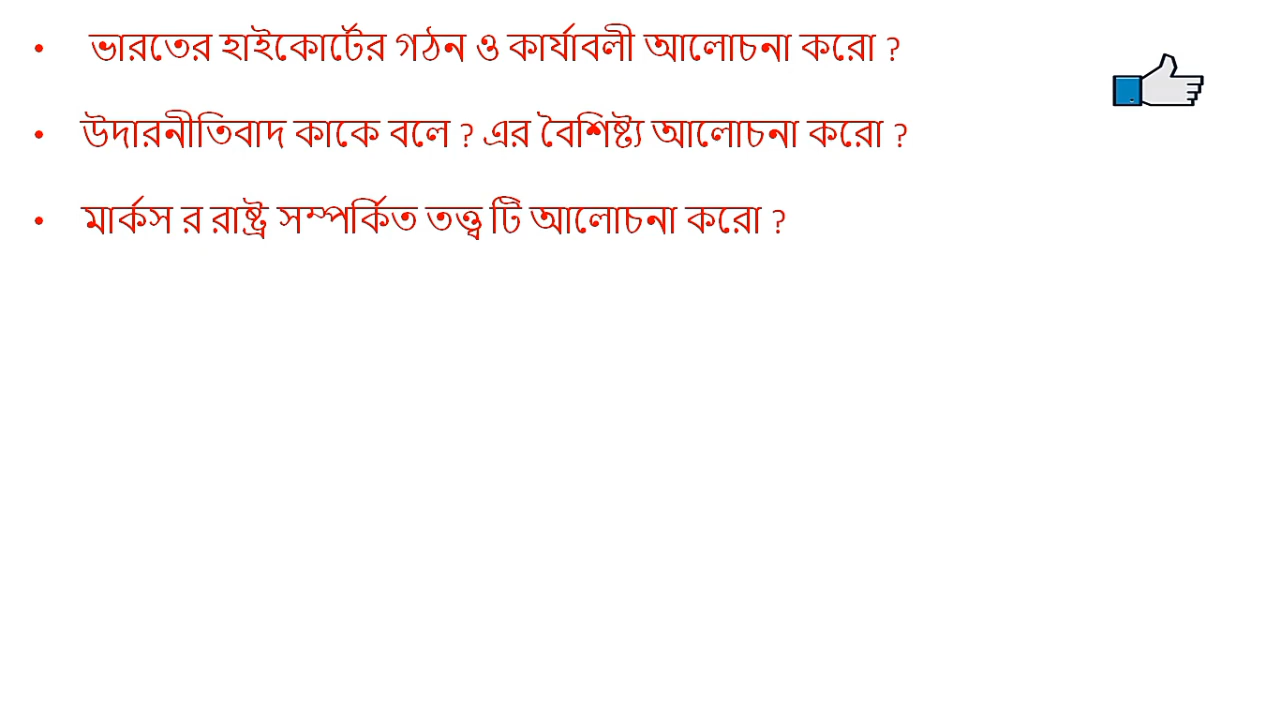 • ভারতের হাইকোর্টের গঠন ও কার্যাবলী আলোচনা করো ?
• উদারনীতিবাদ কাকে বলে ? এর বৈশিষ্ট্য আলোচনা করো ?
• মার্কস র রাষ্ট্র সম্পর্কিত তত্ত্ব টি আলোচনা করো ?